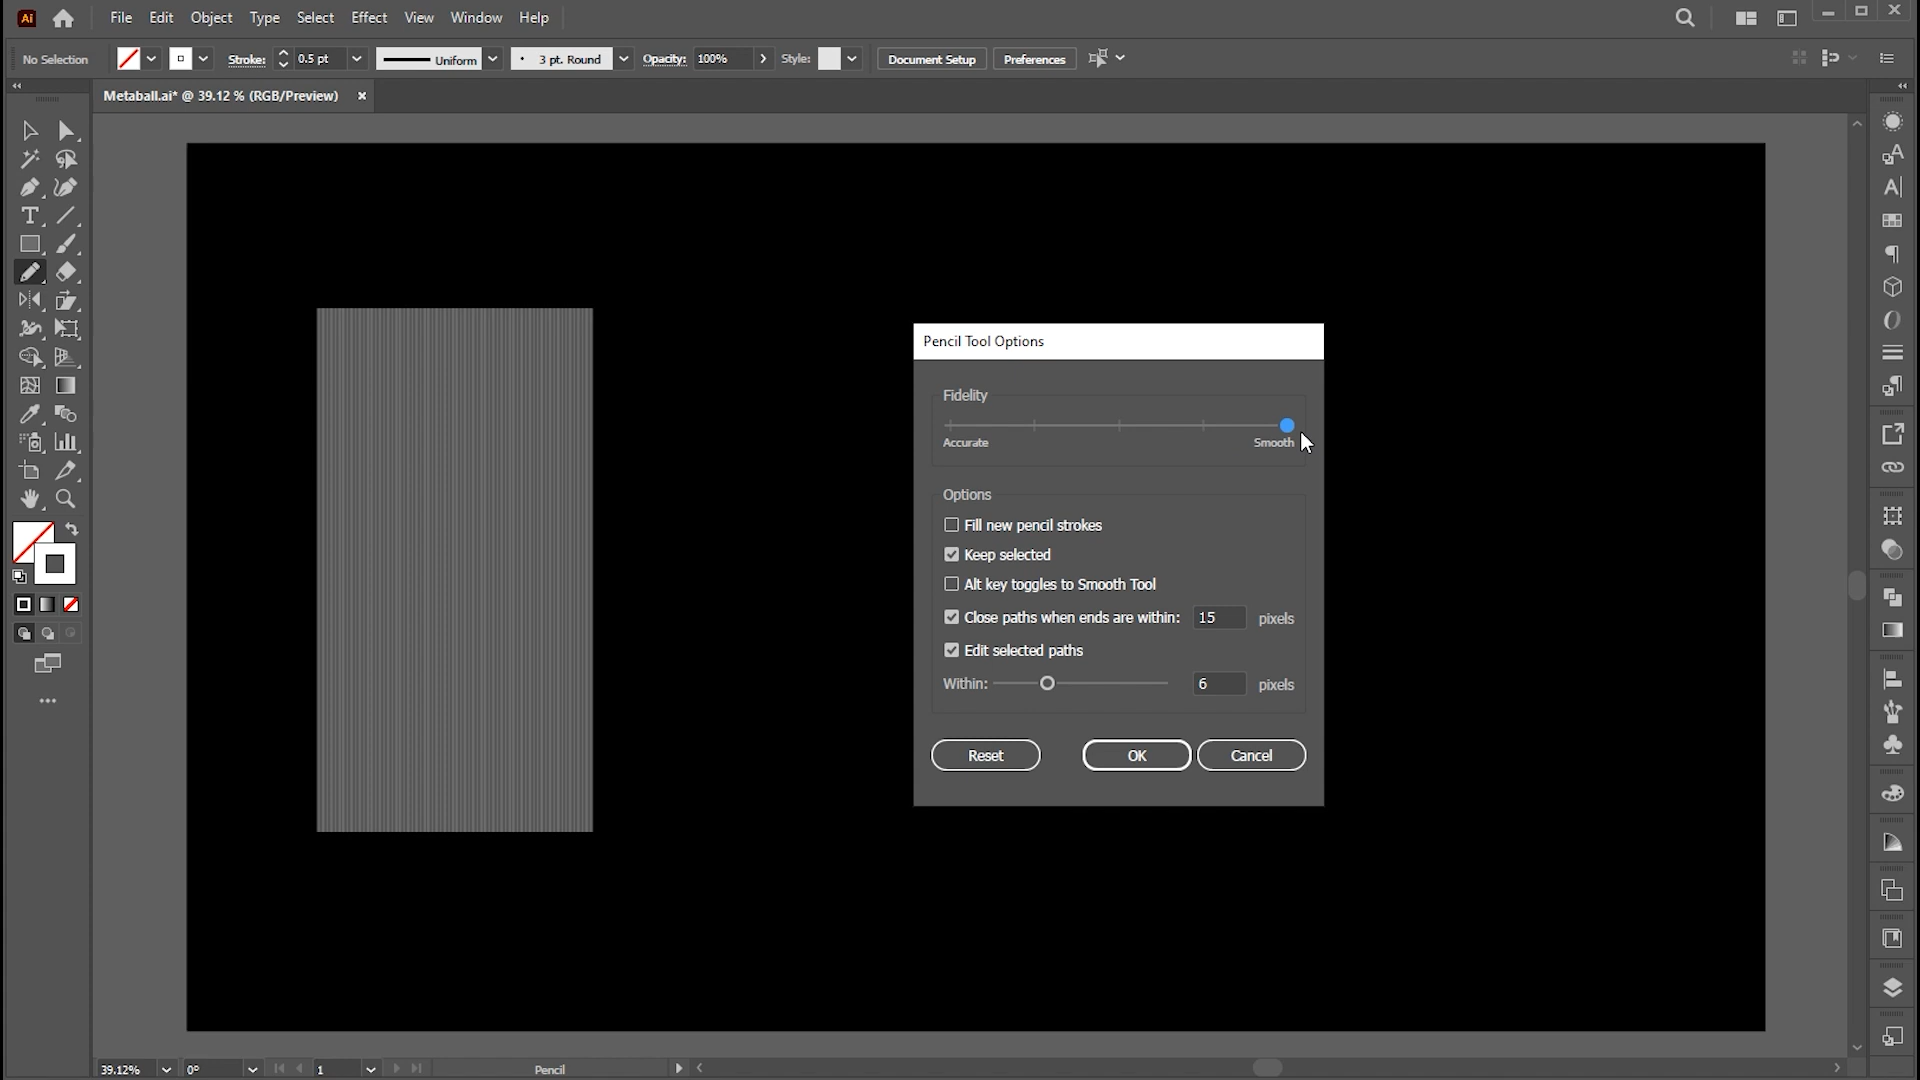 Ai File Edit Object Type Select Effect View Window Help
No Selection Stroke: 0.5 pt Uniform 3 pt. Round Opacity: 100% Style: Document Setup Preferences
Metaball.ai* @ 39.12 % (RGB/Preview)
Pencil Tool Options
Fidelity
Accurate Smooth
Options
Fill new pencil strokes
Keep selected
Alt key toggles to Smooth Tool
Close paths when ends are within: 15 pixels
Edit selected paths
Within: 6 pixels
Reset OK Cancel
39.12% 0° 1 Pencil